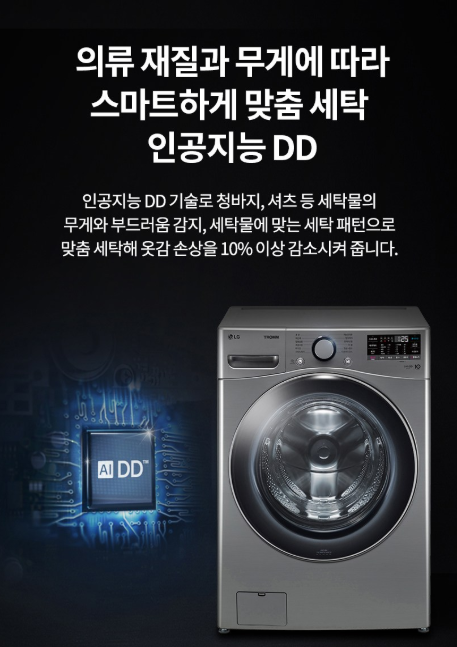 의류 재질과 무게에 따라
스마트하게 맞춤 세탁
인공지능 DD
인공지능 DD 기술로 청바지, 셔츠 등 세탁물의
무게와 부드러움 감지, 세탁물에 맞는 세탁 패턴으로
맞춤 세탁해 옷감 손상을 10% 이상 감소시켜 줍니다.
LG
AI DD™